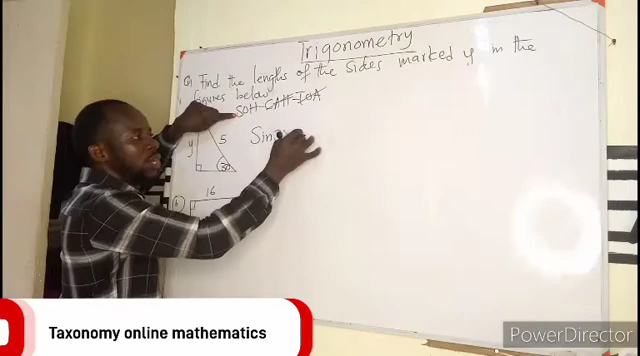 Trigonometry
Q1 Find the lengths of the sides marked y in the
figures below
SOH-CAH-TOA
5
Sin
y
30
16
Taxonomy online mathematics
PowerDirector
Powered